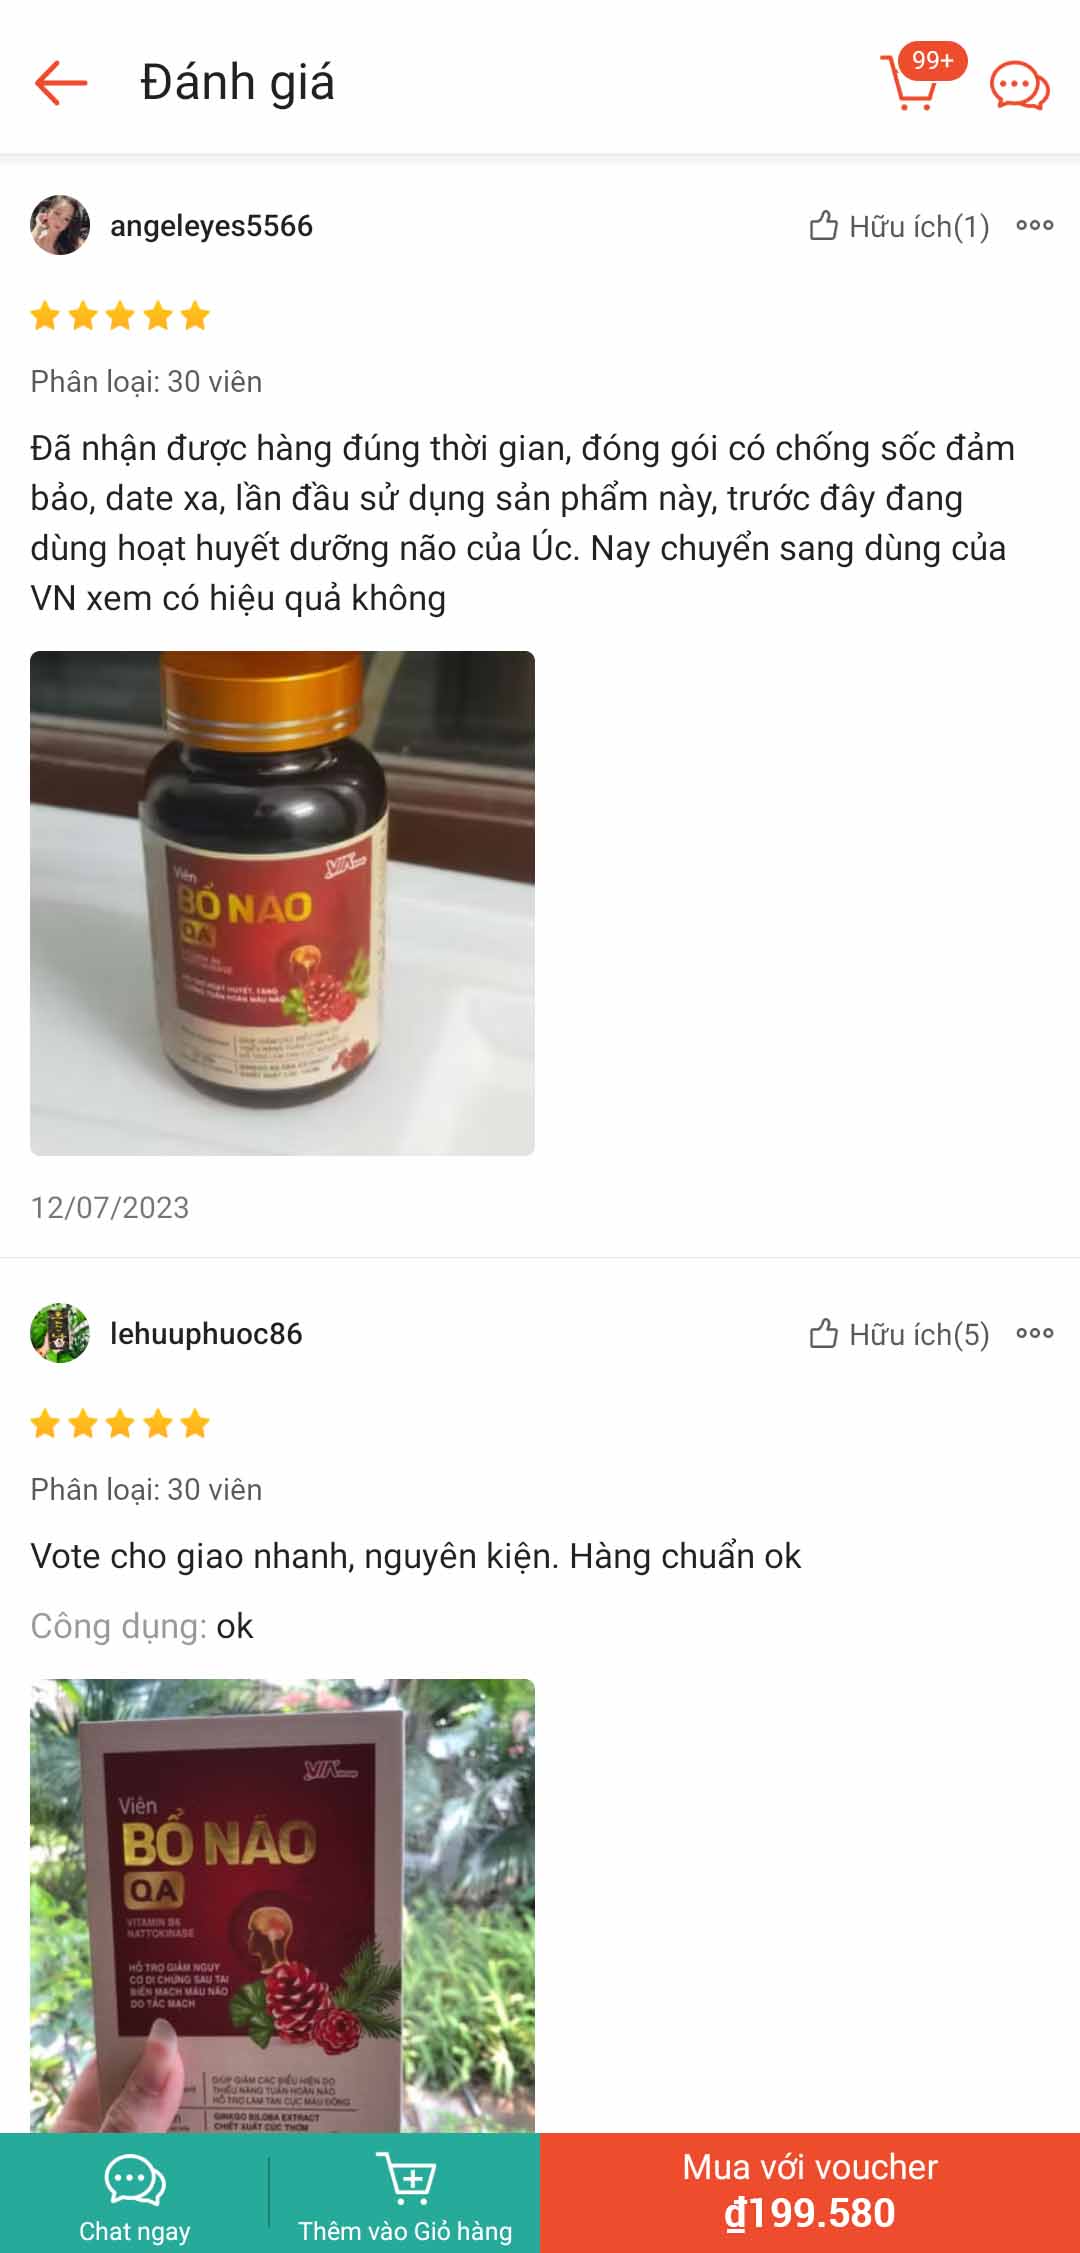 Đánh giá
99+
angeleyes5566
Hữu ích(1)
Phân loại: 30 viên
Đã nhận được hàng đúng thời gian, đóng gói có chống sốc đảm
bảo, date xa, lần đầu sử dụng sản phẩm này, trước đây đang
dùng hoạt huyết dưỡng não của Úc. Nay chuyển sang dùng của
VN xem có hiệu quả không
Viên
BỔ NÃO
QA
12/07/2023
lehuuphuoc86
Hữu ích(5)
Phân loại: 30 viên
Vote cho giao nhanh, nguyên kiện. Hàng chuẩn ok
Công dụng: ok
Viên
BỔ NÃO
QA
VITAMIN B6
NATTOKINASE
HỖ TRỢ GIẢM NGUY
CƠ DI CHỨNG SAU TAI
BIẾN MẠCH MÁU NÃO
DO TẮC MẠCH
GIÚP GIẢM CÁC BIỂU HIỆN DO
THIỂU NĂNG TUẦN HOÀN NÃO
HỖ TRỢ LÀM TAN CỤC MÁU ĐÔNG
GINKGO BILOBA EXTRACT
CHIẾT XUẤT CÚC THƠM
Chat ngay
Thêm vào Giỏ hàng
Mua với voucher
₫199.580